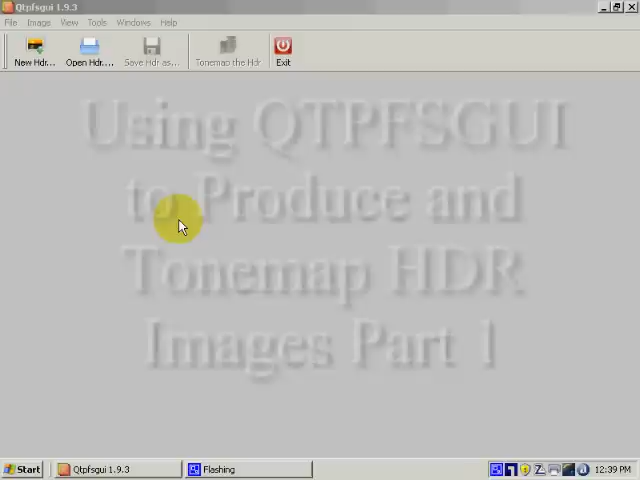 Qtpfsgui 1.9.3
File Image View Tools Windows Help
New Hdr... Open Hdr.... Save Hdr as... Tonemap the Hdr Exit
Using QTPFSGUI
to Produce and
Tonemap HDR
Images Part 1
Start Qtpfsgui 1.9.3 Flashing 12:39 PM